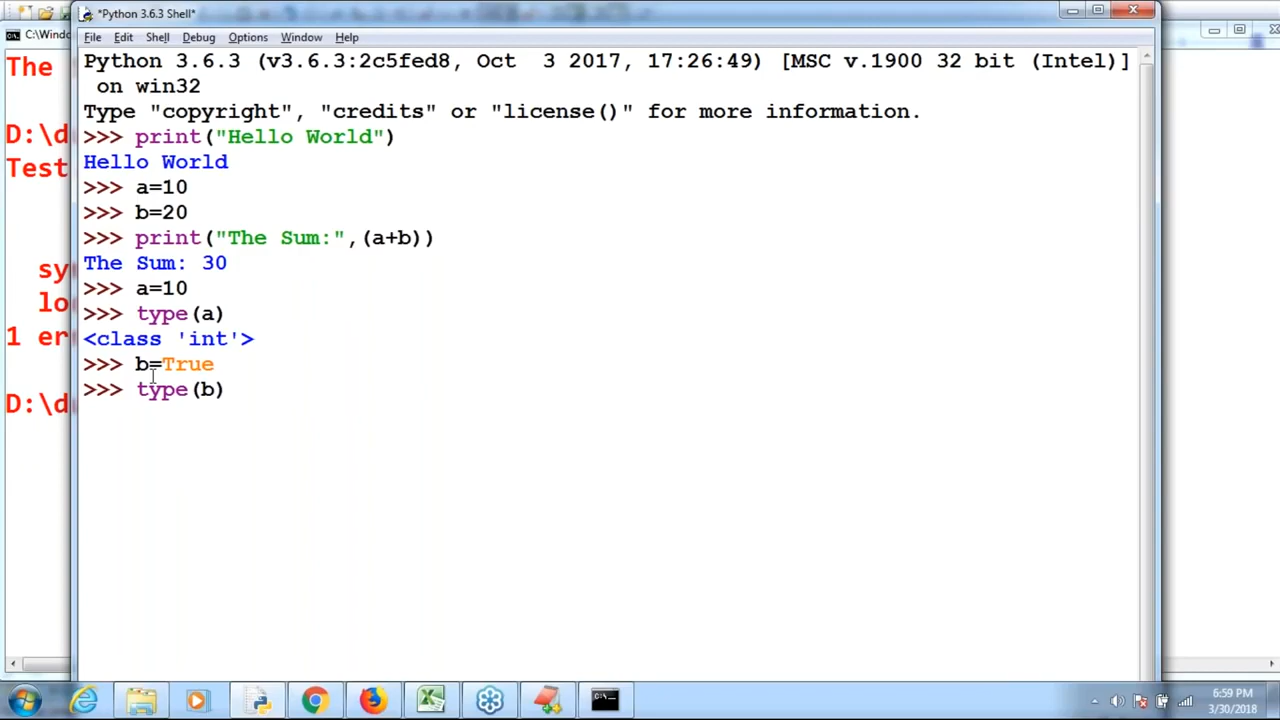 *Python 3.6.3 Shell*
C:\Windo
File Edit Shell Debug Options Window Help
The
D:\d
Test
sy
lo
1 er
D:\d
Python 3.6.3 (v3.6.3:2c5fed8, Oct  3 2017, 17:26:49) [MSC v.1900 32 bit (Intel)]
on win32
Type "copyright", "credits" or "license()" for more information.
>>> print("Hello World")
Hello World
>>> a=10
>>> b=20
>>> print("The Sum:",(a+b))
The Sum: 30
>>> a=10
>>> type(a)
<class 'int'>
>>> b=True
>>> type(b)
6:59 PM
3/30/2018